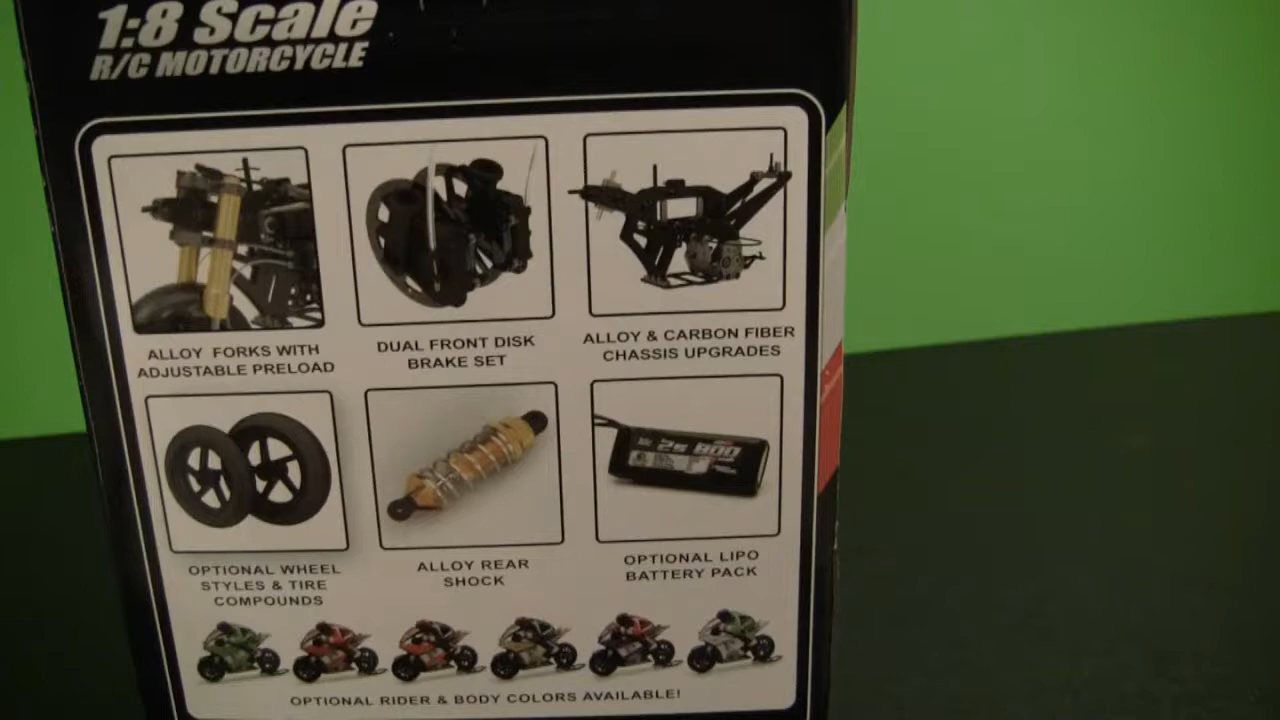 1:8 Scale
R/C MOTORCYCLE
ALLOY FORKS WITH
ADJUSTABLE PRELOAD
DUAL FRONT DISK
BRAKE SET
ALLOY & CARBON FIBER
CHASSIS UPGRADES
2S 800
OPTIONAL WHEEL
STYLES & TIRE
COMPOUNDS
ALLOY REAR
SHOCK
OPTIONAL LIPO
BATTERY PACK
OPTIONAL RIDER & BODY COLORS AVAILABLE!